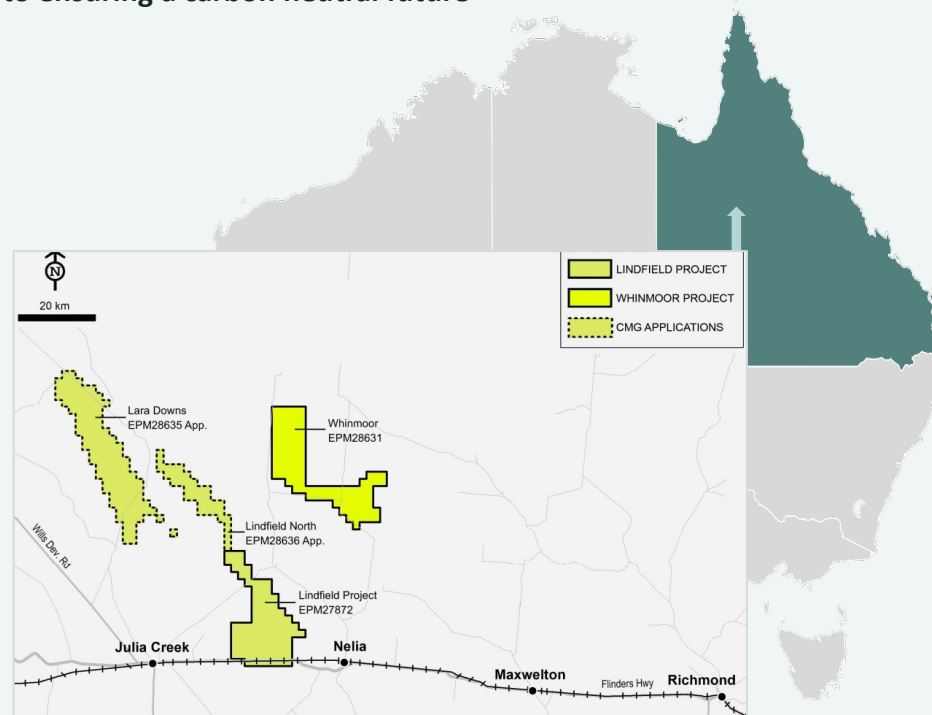 to ensuring a carbon neutral future
N
20 km
LINDFIELD PROJECT
WHINMOOR PROJECT
CMG APPLICATIONS
Lara Downs
EPM28635 App.
Whinmoor
EPM28631
Lindfield North
EPM28636 App.
Wills Dev. Rd
Lindfield Project
EPM27872
Julia Creek
Nelia
Maxwelton
Flinders Hwy
Richmond